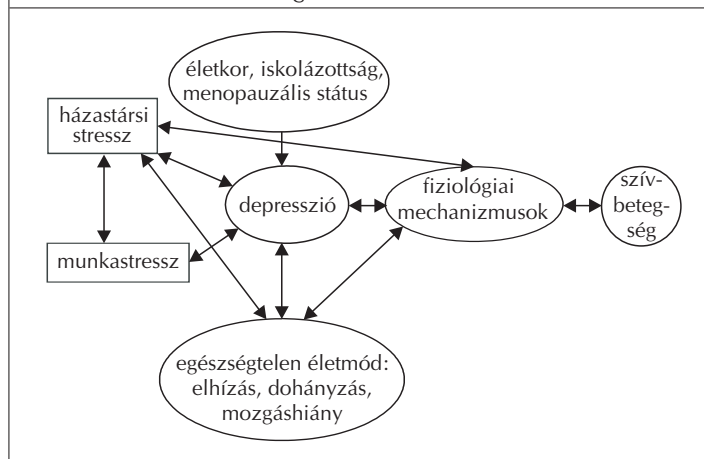 életkor, iskolázottság,
menopauzális státus
házastársi
stressz
depresszió
fiziológiai
mechanizmusok
szív-
beteg-
ség
munkastressz
egészségtelen életmód:
elhízás, dohányzás,
mozgáshiány